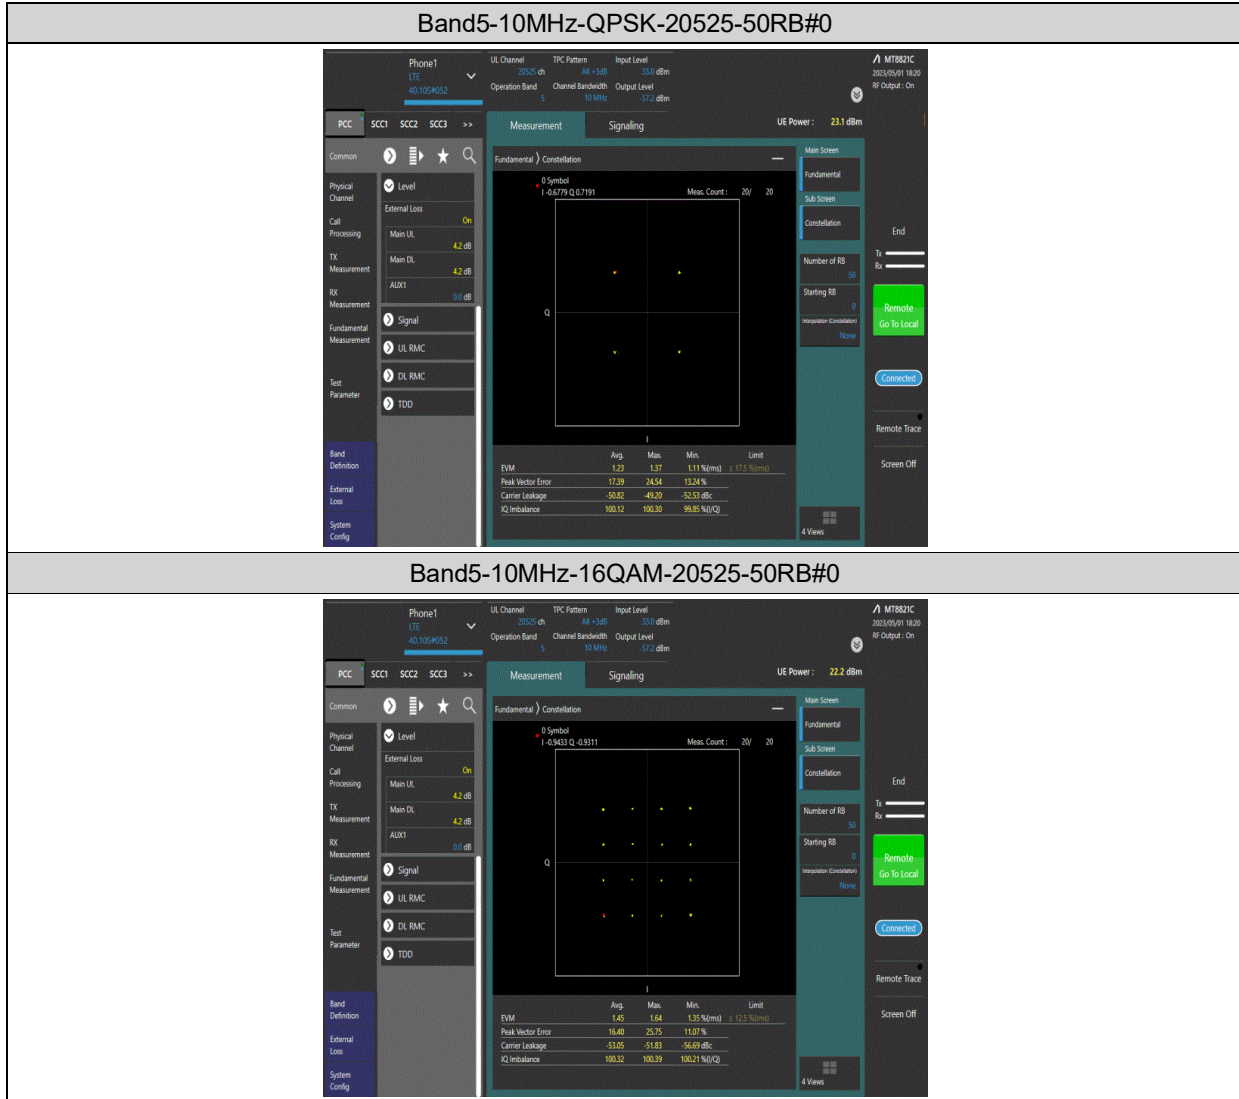 Band5-10MHz-QPSK-20525-50RB#0
Phone1
LTE
40.10S#052
UL Channel TPC Pattern Input Level
20525 ch All +3dB 33.0 dBm
Operation Band Channel Bandwidth Output Level
5 10 MHz -57.2 dBm
MT8821C
2023/05/01 18:20
RF Output : On
PCC SCC1 SCC2 SCC3 >>
Measurement Signaling
UE Power : 23.1 dBm
Common
Physical Channel
Call Processing
TX Measurement
RX Measurement
Fundamental Measurement
Test Parameter
Band Definition
External Loss
System Config
Level
External Loss
On
Main UL
4.2 dB
Main DL
4.2 dB
AUX1
0.0 dB
Signal
UL RMC
DL RMC
TDD
Fundamental > Constellation
0 Symbol
I -0.6779 Q 0.7191
Meas. Count : 20/ 20
Q
I
Avg. Max. Min. Limit
EVM 1.23 1.37 1.11 %(rms) ≤ 17.5 %(rms)
Peak Vector Error 17.39 24.54 13.24 %
Carrier Leakage -50.82 -49.20 -52.53 dBc
IQ Imbalance 100.12 100.30 99.85 %(I/Q)
Main Screen
Fundamental
Sub Screen
Constellation
Number of RB
50
Starting RB
0
Interpolation (Constellation)
None
4 Views
End
Tx
Rx
Remote
Go To Local
Connected
Remote Trace
Screen Off
Band5-10MHz-16QAM-20525-50RB#0
Phone1
LTE
40.10S#052
UL Channel TPC Pattern Input Level
20525 ch All +3dB 33.0 dBm
Operation Band Channel Bandwidth Output Level
5 10 MHz -57.2 dBm
MT8821C
2023/05/01 18:20
RF Output : On
PCC SCC1 SCC2 SCC3 >>
Measurement Signaling
UE Power : 22.2 dBm
Common
Physical Channel
Call Processing
TX Measurement
RX Measurement
Fundamental Measurement
Test Parameter
Band Definition
External Loss
System Config
Level
External Loss
On
Main UL
4.2 dB
Main DL
4.2 dB
AUX1
0.0 dB
Signal
UL RMC
DL RMC
TDD
Fundamental > Constellation
0 Symbol
I -0.9433 Q -0.9311
Meas. Count : 20/ 20
Q
I
Avg. Max. Min. Limit
EVM 1.45 1.64 1.35 %(rms) ≤ 12.5 %(rms)
Peak Vector Error 16.40 25.75 11.07 %
Carrier Leakage -53.05 -51.83 -56.69 dBc
IQ Imbalance 100.32 100.39 100.21 %(I/Q)
Main Screen
Fundamental
Sub Screen
Constellation
Number of RB
50
Starting RB
0
Interpolation (Constellation)
None
4 Views
End
Tx
Rx
Remote
Go To Local
Connected
Remote Trace
Screen Off